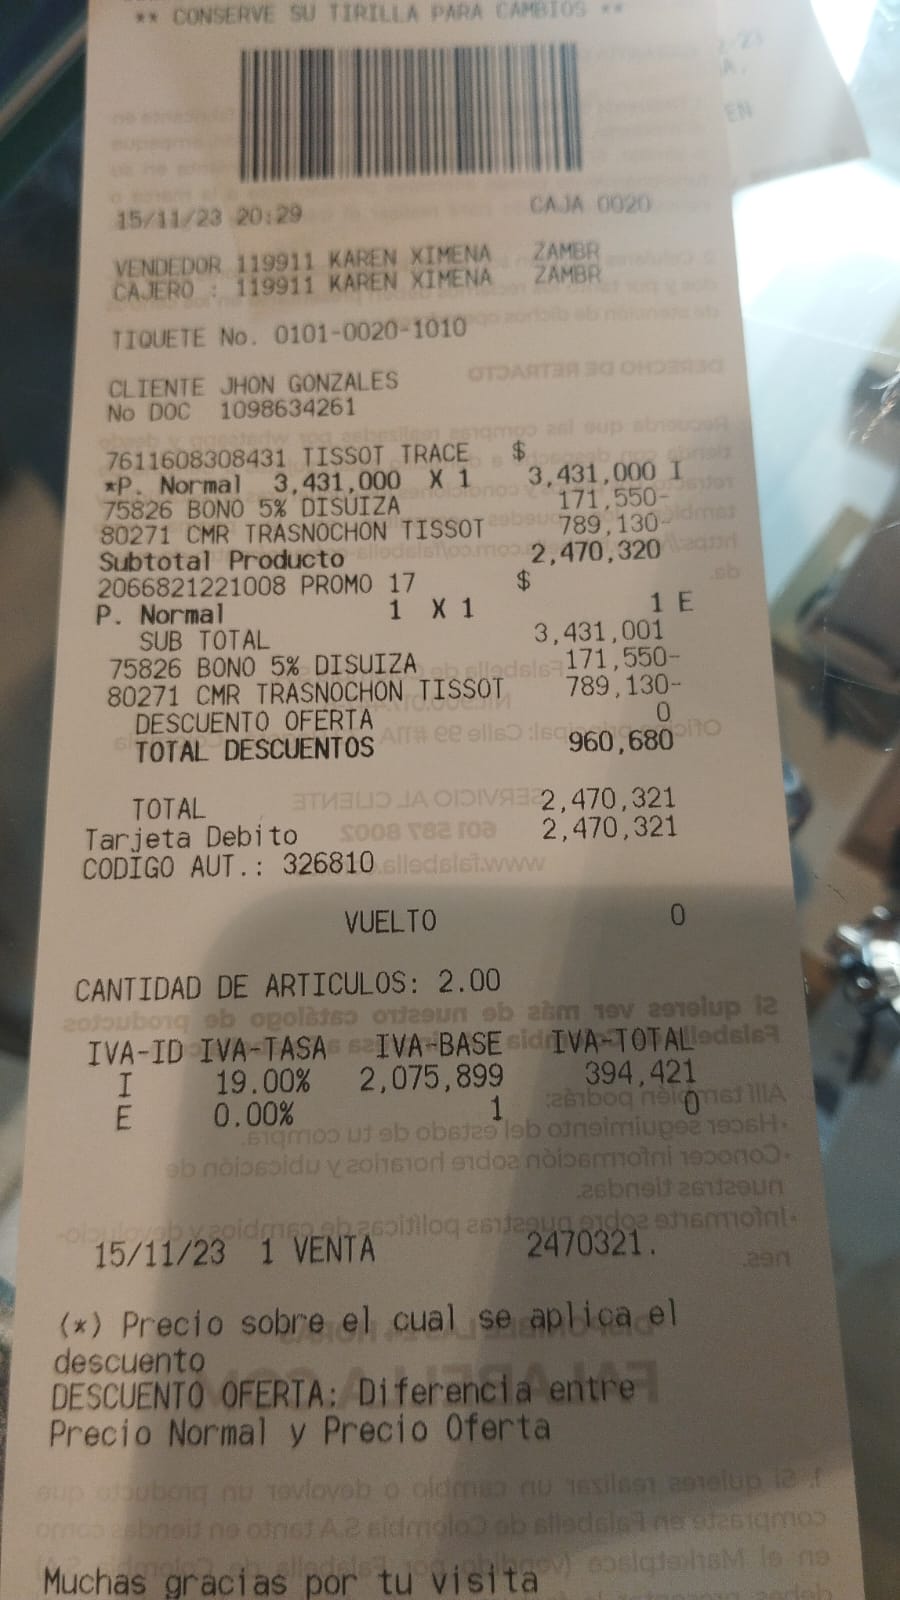 ** CONSERVE SU TIRILLA PARA CAMBIOS **
15/11/23 20:29 CAJA 0020
VENDEDOR 119911 KAREN XIMENA ZAMBR
CAJERO : 119911 KAREN XIMENA ZAMBR
TIQUETE No. 0101-0020-1010
CLIENTE JHON GONZALES
No DOC 1098634261
7611608308431 TISSOT TRACE $
*P. Normal 3,431,000 X 1 3,431,000 I
75826 BONO 5% DISUIZA 171,550-
80271 CMR TRASNOCHON TISSOT 789,130-
Subtotal Producto 2,470,320
2066821221008 PROMO 17 $
P. Normal 1 X 1 1 E
SUB TOTAL 3,431,001
75826 BONO 5% DISUIZA 171,550-
80271 CMR TRASNOCHON TISSOT 789,130-
DESCUENTO OFERTA 0
TOTAL DESCUENTOS 960,680
TOTAL 2,470,321
Tarjeta Debito 2,470,321
CODIGO AUT.: 326810
VUELTO 0
CANTIDAD DE ARTICULOS: 2.00
IVA-ID IVA-TASA IVA-BASE IVA-TOTAL
I 19.00% 2,075,899 394,421
E 0.00% 1 0
15/11/23 1 VENTA 2470321.
(*) Precio sobre el cual se aplica el
descuento
DESCUENTO OFERTA: Diferencia entre
Precio Normal y Precio Oferta
Muchas gracias por tu visita